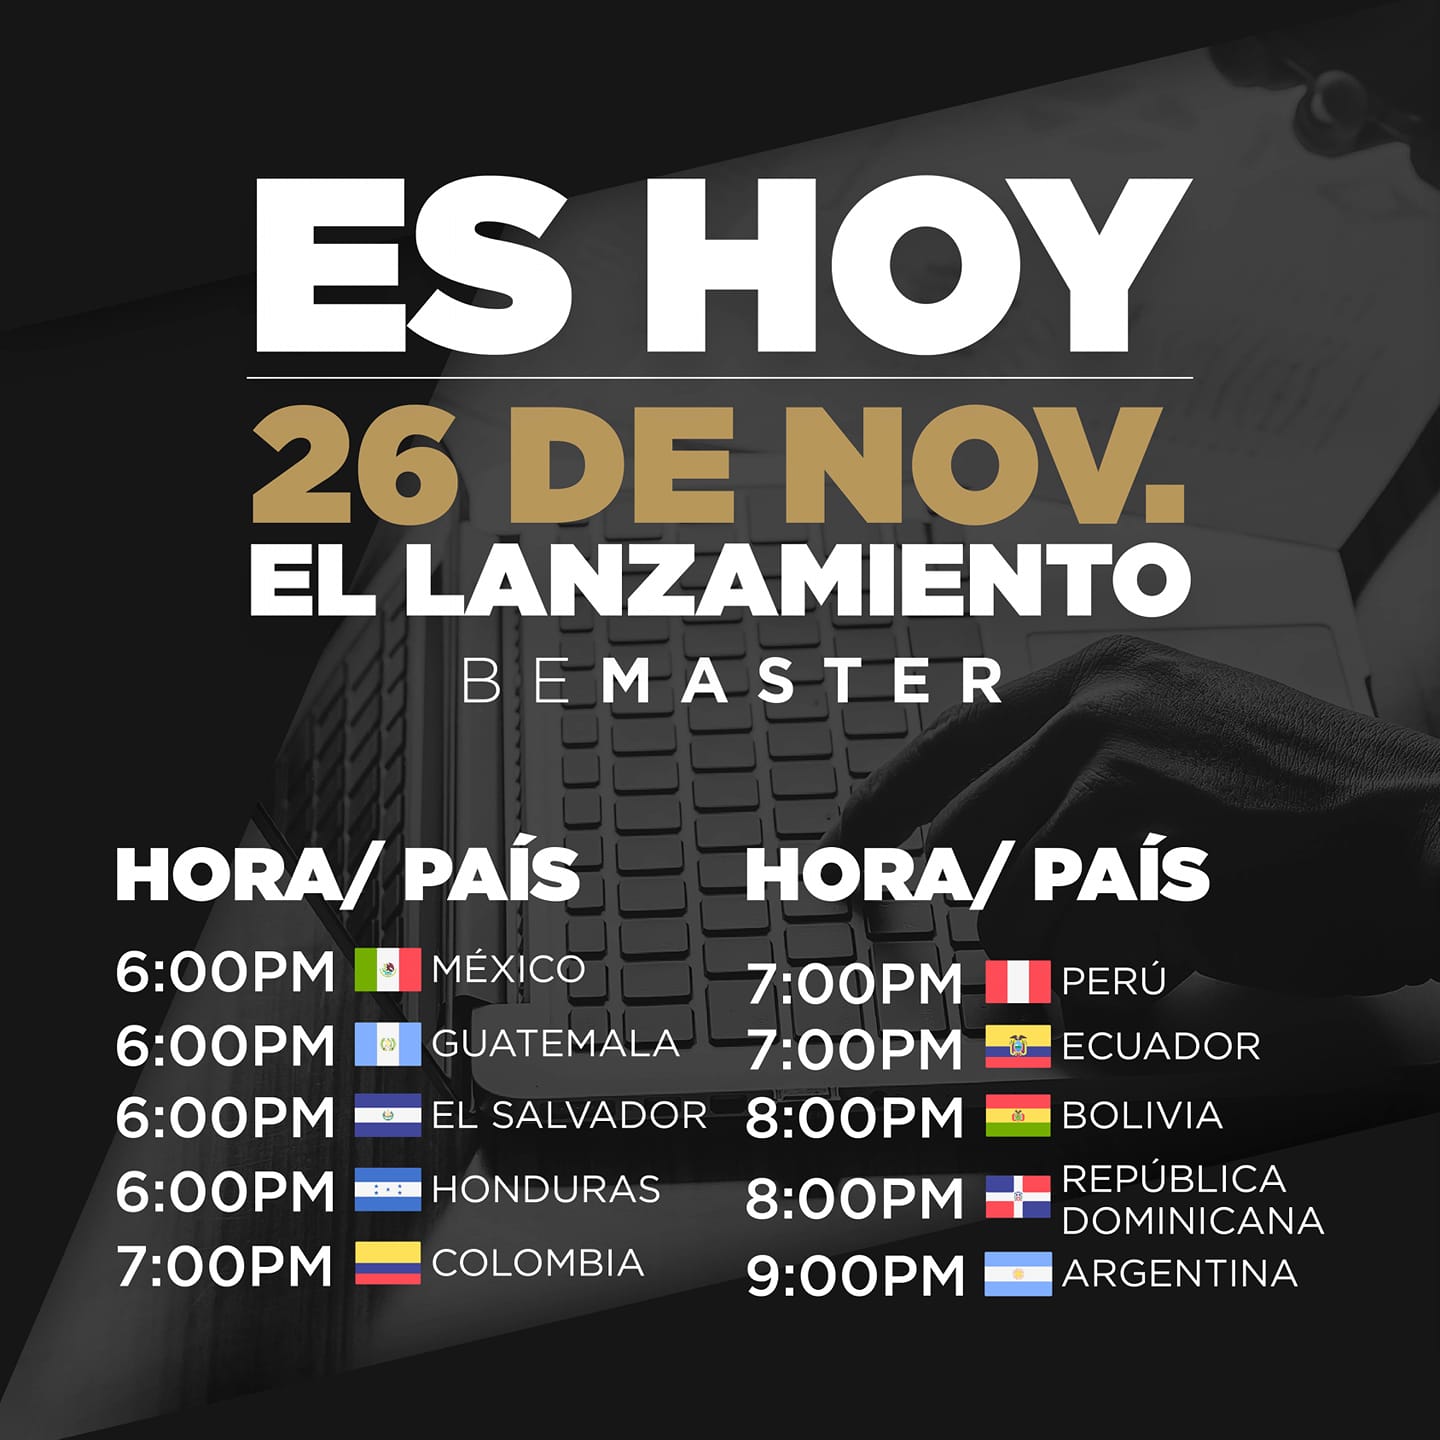 ES HOY
26 DE NOV.
EL LANZAMIENTO
BEMASTER
HORA/ PAÍS
6:00PM MÉXICO
6:00PM GUATEMALA
6:00PM EL SALVADOR
6:00PM HONDURAS
7:00PM COLOMBIA
HORA/ PAÍS
7:00PM PERÚ
7:00PM ECUADOR
8:00PM BOLIVIA
8:00PM REPÚBLICA
DOMINICANA
9:00PM ARGENTINA